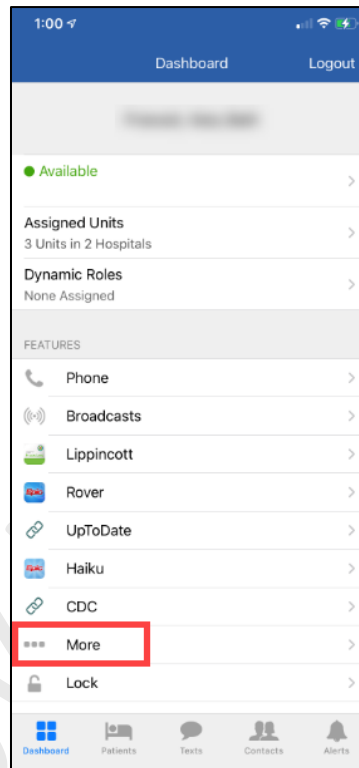 1:00
Dashboard Logout
Available
Assigned Units
3 Units in 2 Hospitals
Dynamic Roles
None Assigned
FEATURES
Phone
Broadcasts
Lippincott
Rover
UpToDate
Haiku
CDC
More
Lock
Dashboard Patients Texts Contacts Alerts